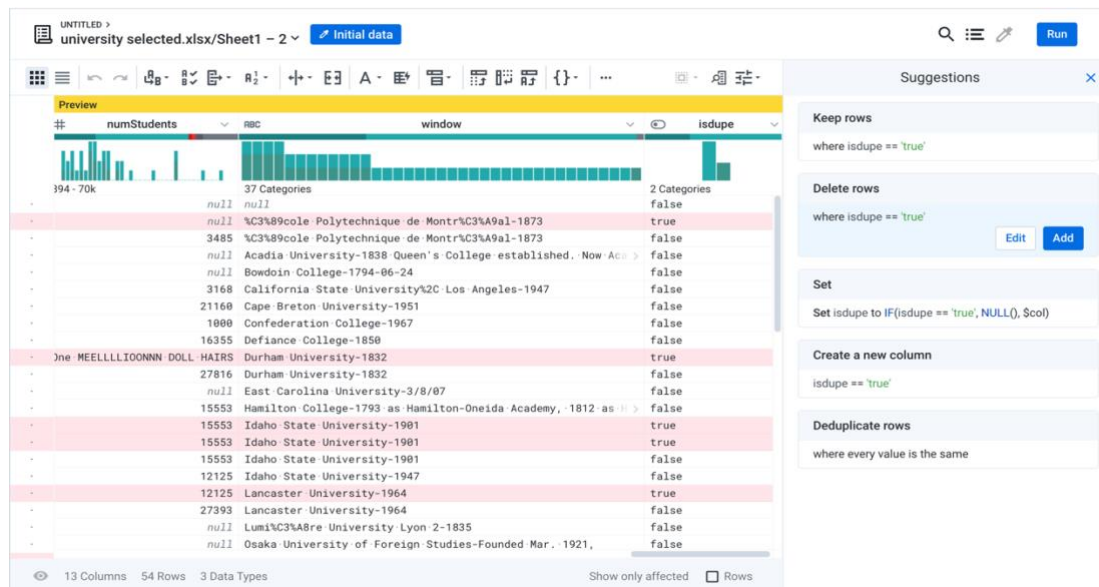 UNTITLED >
university selected.xlsx/Sheet1 – 2
Initial data
Run
A
{}
...
Suggestions
Preview
# numStudents
ABC window
isdupe
394 - 70k
37 Categories
2 Categories
null null false
null %C3%89cole Polytechnique de Montr%C3%A9al-1873 true
3485 %C3%89cole Polytechnique de Montr%C3%A9al-1873 false
null Acadia University-1838 Queen's College established. Now Aca > false
null Bowdoin College-1794-06-24 false
3168 California State University%2C Los Angeles-1947 false
21160 Cape Breton University-1951 false
1000 Confederation College-1967 false
16355 Defiance College-1850 false
One MEELLLLIOONNN DOLL HAIRS Durham University-1832 true
27816 Durham University-1832 false
null East Carolina University-3/8/07 false
15553 Hamilton College-1793 as Hamilton-Oneida Academy, 1812 as H > false
15553 Idaho State University-1901 true
15553 Idaho State University-1901 true
15553 Idaho State University-1901 false
12125 Idaho State University-1947 false
12125 Lancaster University-1964 true
27393 Lancaster University-1964 false
null Lumi%C3%A8re University Lyon 2-1835 false
null Osaka University of Foreign Studies-Founded Mar. 1921, false
13 Columns 54 Rows 3 Data Types
Show only affected Rows
Keep rows
where isdupe == 'true'
Delete rows
where isdupe == 'true'
Edit Add
Set
Set isdupe to IF(isdupe == 'true', NULL(), $col)
Create a new column
isdupe == 'true'
Deduplicate rows
where every value is the same